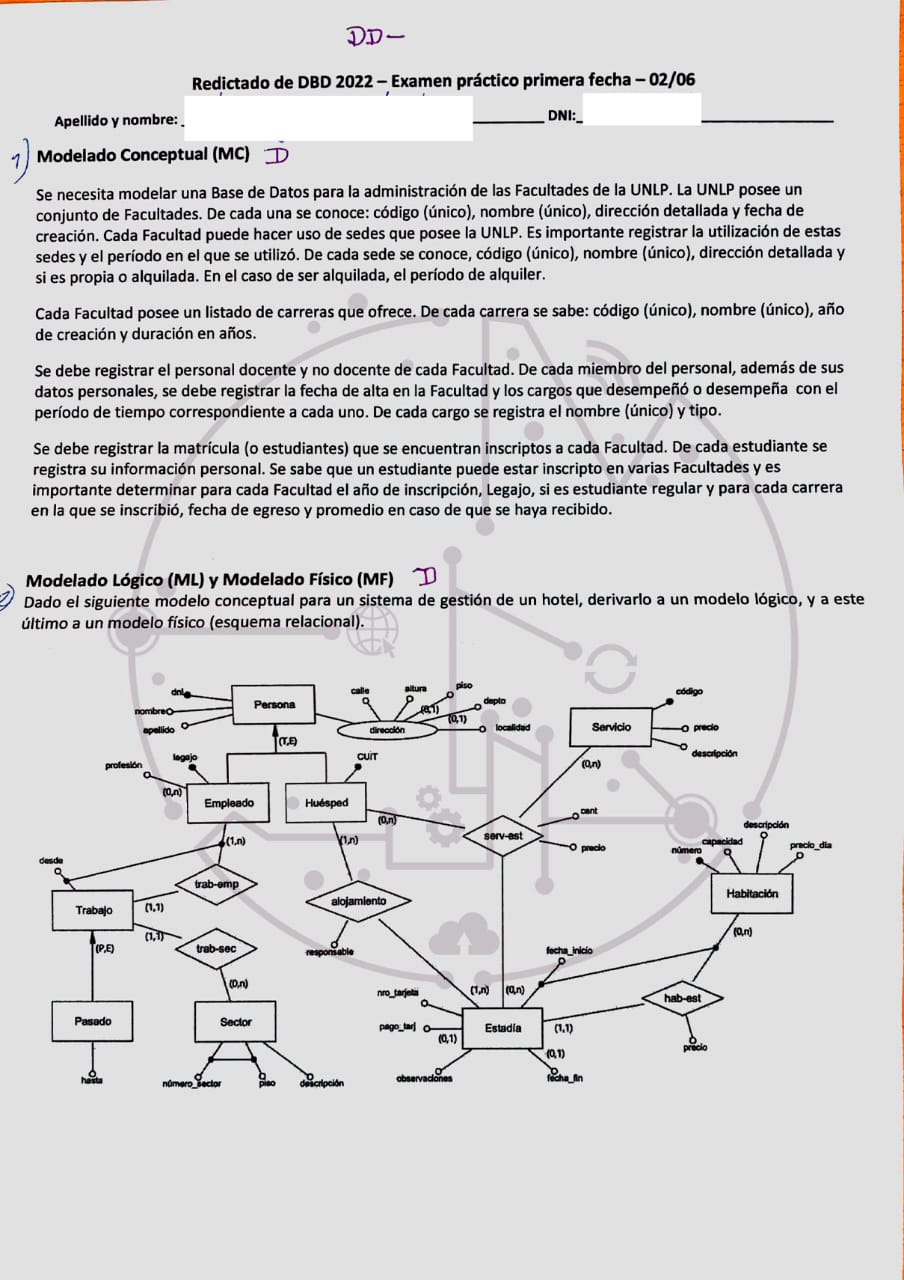 DD-
Redictado de DBD 2022 – Examen práctico primera fecha – 02/06
Apellido y nombre: DNI:
1) Modelado Conceptual (MC) D
Se necesita modelar una Base de Datos para la administración de las Facultades de la UNLP. La UNLP posee un
conjunto de Facultades. De cada una se conoce: código (único), nombre (único), dirección detallada y fecha de
creación. Cada Facultad puede hacer uso de sedes que posee la UNLP. Es importante registrar la utilización de estas
sedes y el período en el que se utilizó. De cada sede se conoce, código (único), nombre (único), dirección detallada y
si es propia o alquilada. En el caso de ser alquilada, el período de alquiler.
Cada Facultad posee un listado de carreras que ofrece. De cada carrera se sabe: código (único), nombre (único), año
de creación y duración en años.
Se debe registrar el personal docente y no docente de cada Facultad. De cada miembro del personal, además de sus
datos personales, se debe registrar la fecha de alta en la Facultad y los cargos que desempeñó o desempeña con el
período de tiempo correspondiente a cada uno. De cada cargo se registra el nombre (único) y tipo.
Se debe registrar la matrícula (o estudiantes) que se encuentran inscriptos a cada Facultad. De cada estudiante se
registra su información personal. Se sabe que un estudiante puede estar inscripto en varias Facultades y es
importante determinar para cada Facultad el año de inscripción, Legajo, si es estudiante regular y para cada carrera
en la que se inscribió, fecha de egreso y promedio en caso de que se haya recibido.
2) Modelado Lógico (ML) y Modelado Físico (MF) D
Dado el siguiente modelo conceptual para un sistema de gestión de un hotel, derivarlo a un modelo lógico, y a este
último a un modelo físico (esquema relacional).
dni
nombre
apellido
Persona
calle
altura
piso
(0,1)
depto
(0,1)
localidad
dirección
código
Servicio
precio
descripción
(T,E)
(0,n)
profesión
legajo
(0,n)
Empleado
CUIT
Huésped
(0,n)
cant
serv-est
precio
descripción
número
capacidad
precio_dia
Habitación
(1,n)
(1,n)
desde
trab-emp
alojamiento
Trabajo
(1,1)
(1,1)
(P,E)
trab-sec
responsable
(0,n)
(0,n)
fecha_inicio
nro_tarjeta
(1,n)
(0,n)
hab-est
Pasado
Sector
pago_tarj
(0,1)
Estadía
(1,1)
precio
(0,1)
hasta
número_sector
piso
descripción
observaciones
fecha_fin